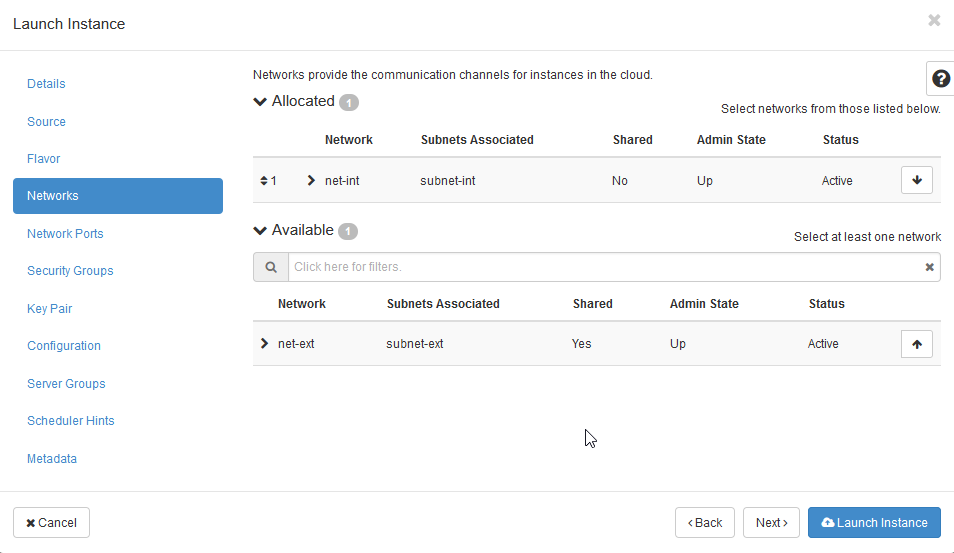 Launch Instance
Details
Source
Flavor
Networks
Network Ports
Security Groups
Key Pair
Configuration
Server Groups
Scheduler Hints
Metadata
Networks provide the communication channels for instances in the cloud.
Allocated 1
Select networks from those listed below.
Network Subnets Associated Shared Admin State Status
1 net-int subnet-int No Up Active
Available 1
Select at least one network
Click here for filters.
Network Subnets Associated Shared Admin State Status
net-ext subnet-ext Yes Up Active
Cancel
Back
Next
Launch Instance